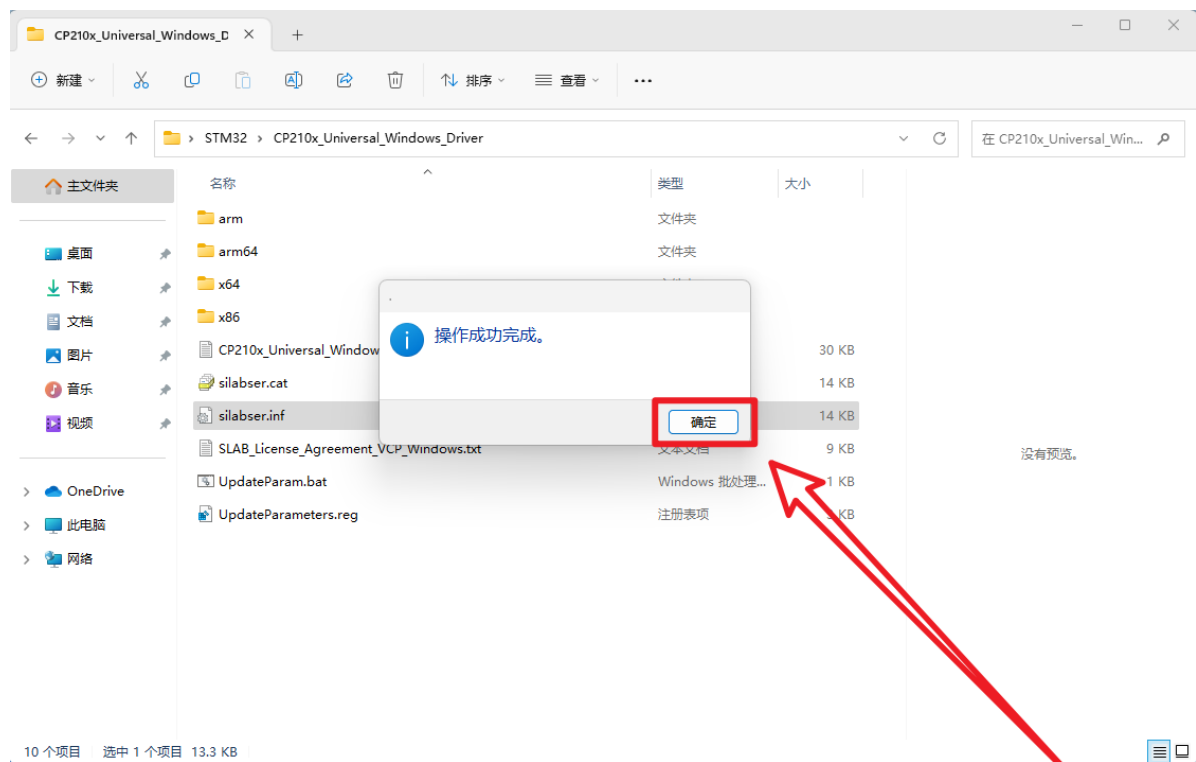 CP210x_Universal_Windows_D
新建
排序
查看
STM32 > CP210x_Universal_Windows_Driver
在 CP210x_Universal_Win...
主文件夹
名称
类型
大小
桌面
下载
文档
图片
音乐
视频
OneDrive
此电脑
网络
arm
文件夹
arm64
文件夹
x64
x86
CP210x_Universal_Window
30 KB
silabser.cat
14 KB
silabser.inf
14 KB
SLAB_License_Agreement_VCP_Windows.txt
文本文档
9 KB
UpdateParam.bat
Windows 批处理...
1 KB
UpdateParameters.reg
注册表项
KB
操作成功完成。
确定
没有预览。
10 个项目
选中 1 个项目 13.3 KB